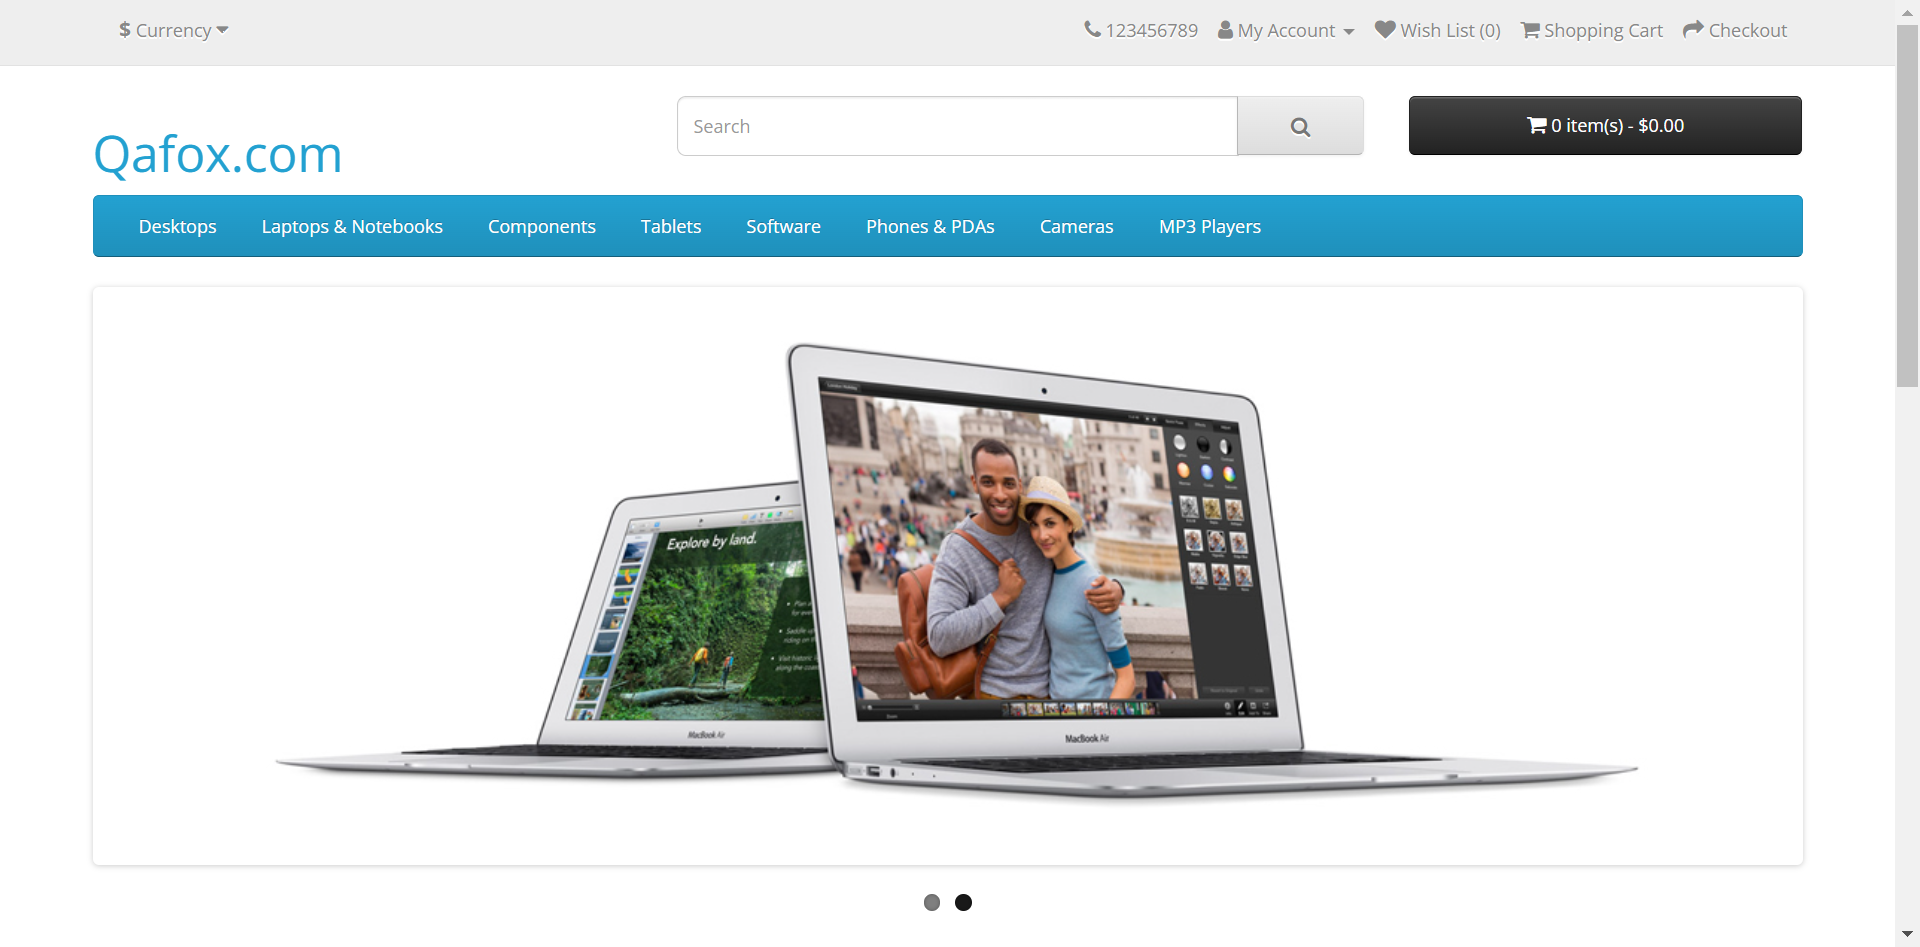 $ Currency
123456789 My Account Wish List (0) Shopping Cart Checkout
Search
0 item(s) - $0.00
Qafox.com
Desktops Laptops & Notebooks Components Tablets Software Phones & PDAs Cameras MP3 Players
Explore by land.
MacBook Air
MacBook Air